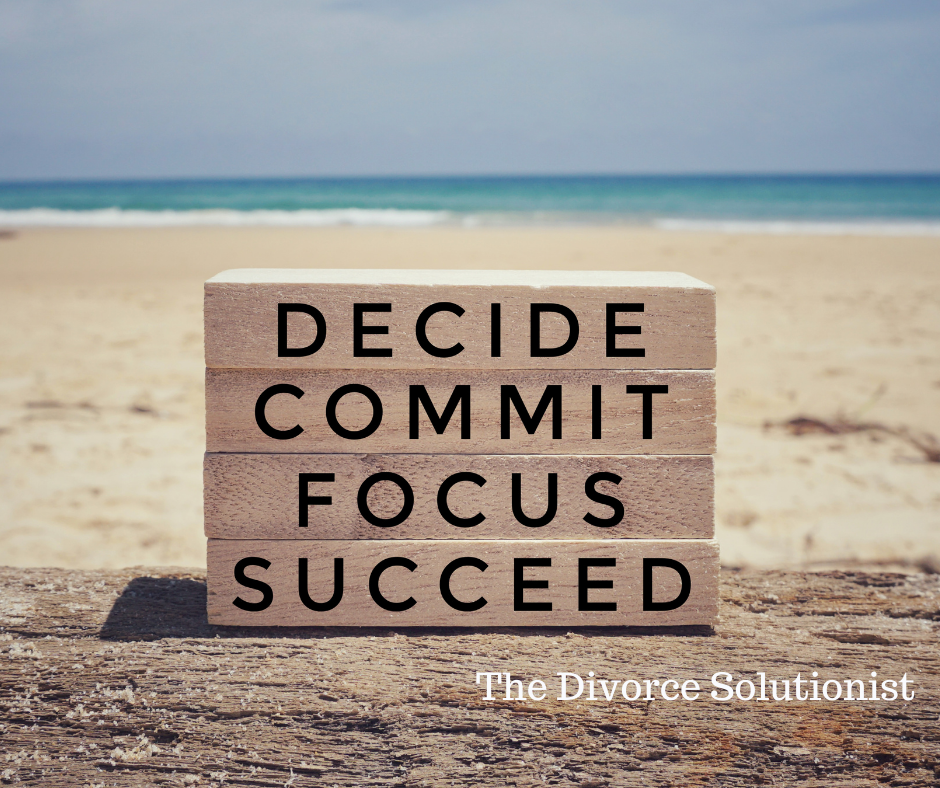 DECIDE
COMMIT
FOCUS
SUCCEED
The Divorce Solutionist